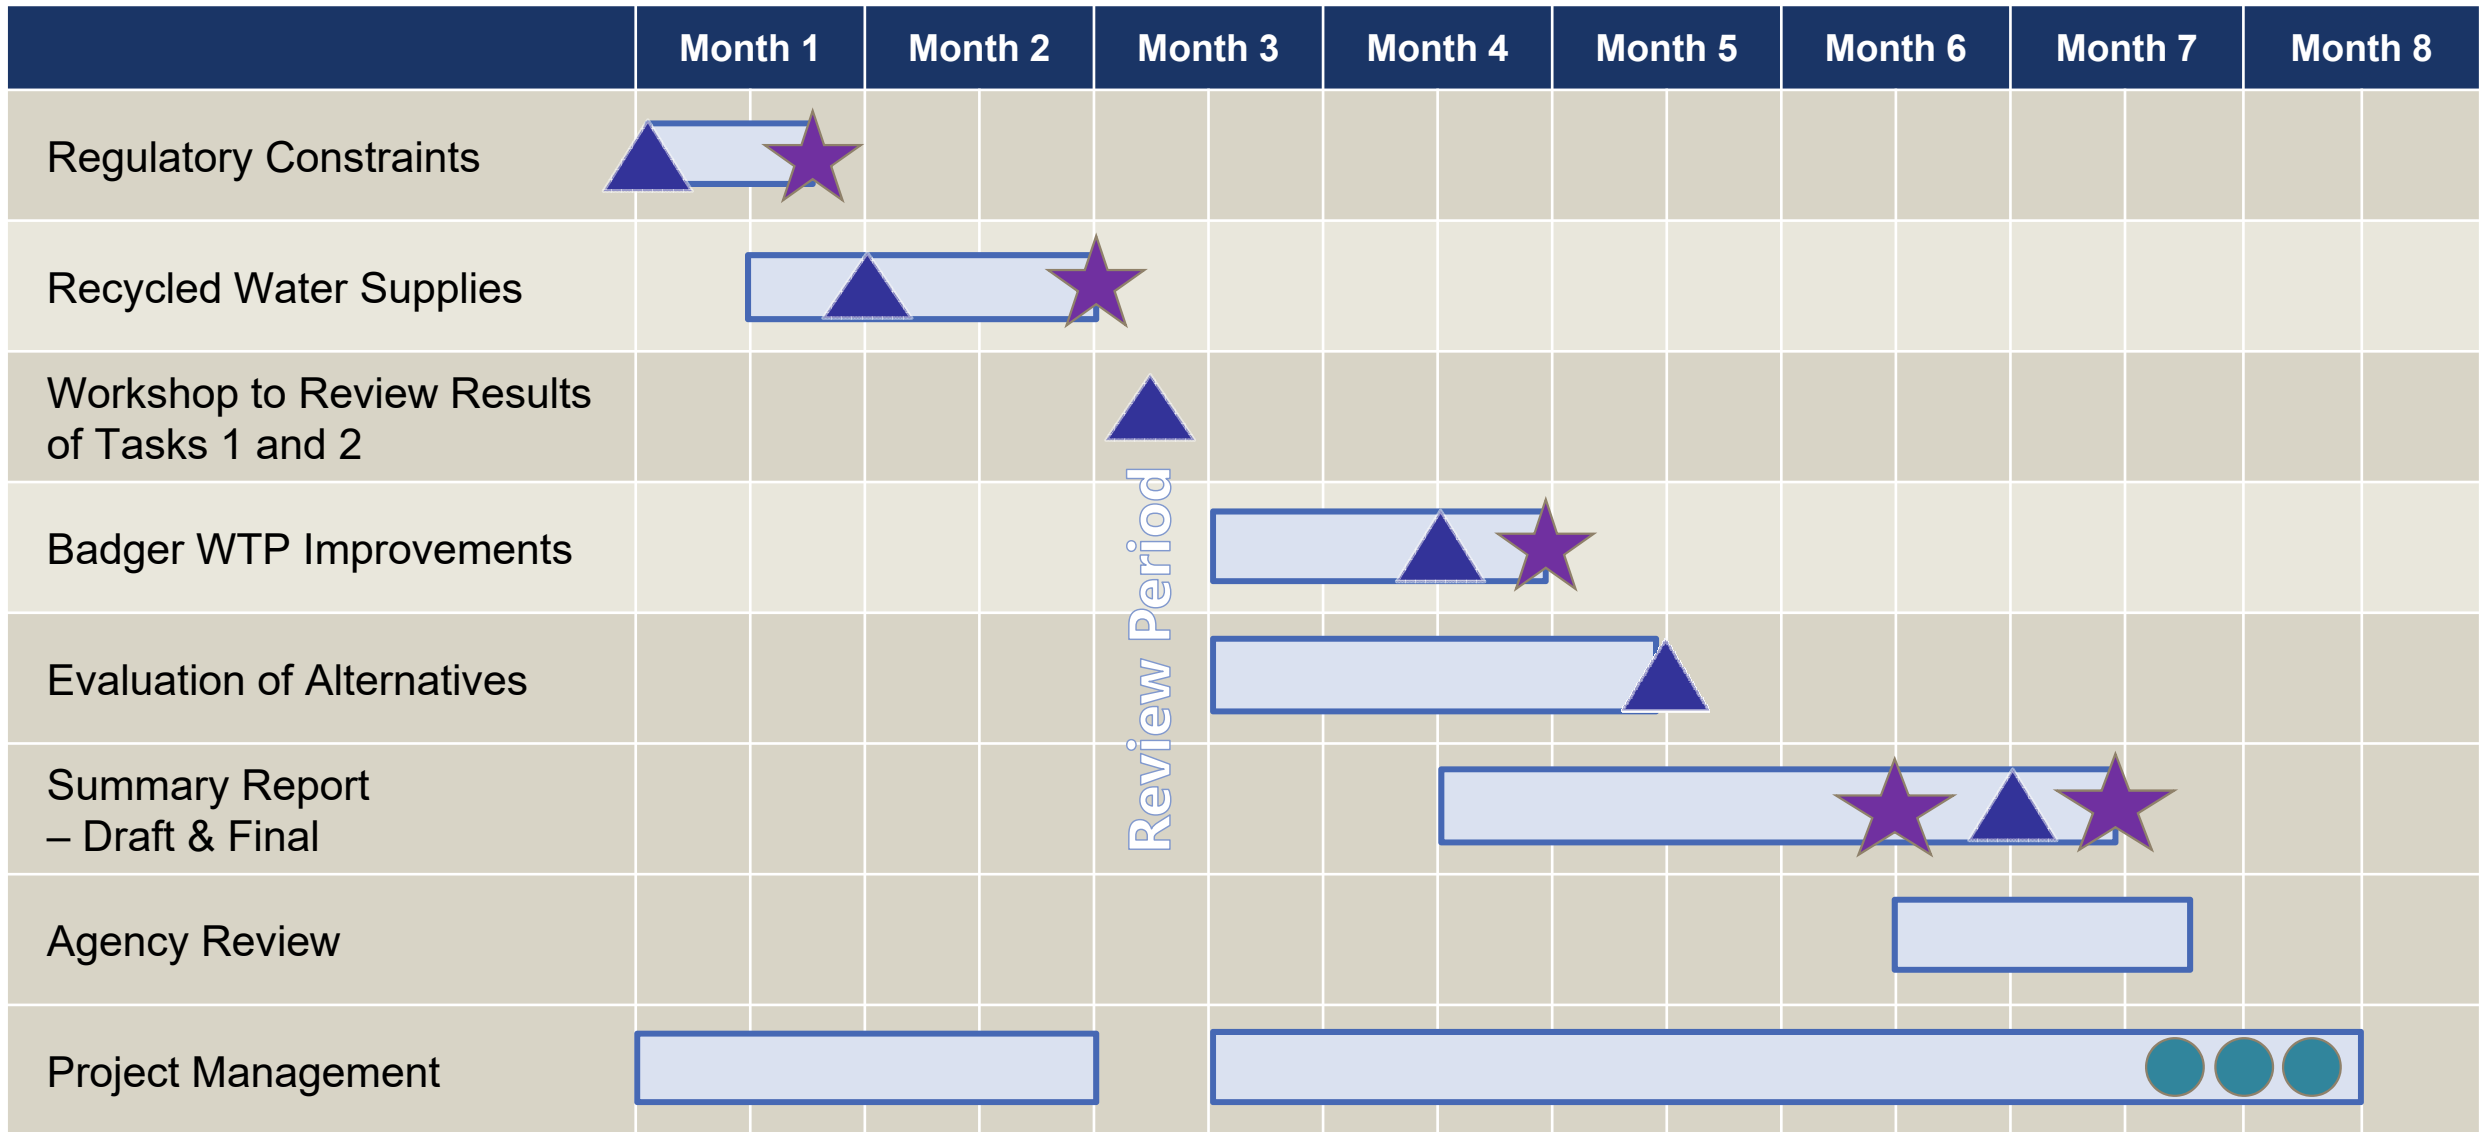 Month 1 Month 2 Month 3 Month 4 Month 5 Month 6 Month 7 Month 8
Regulatory Constraints
Recycled Water Supplies
Workshop to Review Results
of Tasks 1 and 2
Badger WTP Improvements
Evaluation of Alternatives
Summary Report
– Draft & Final
Agency Review
Project Management
Review Period